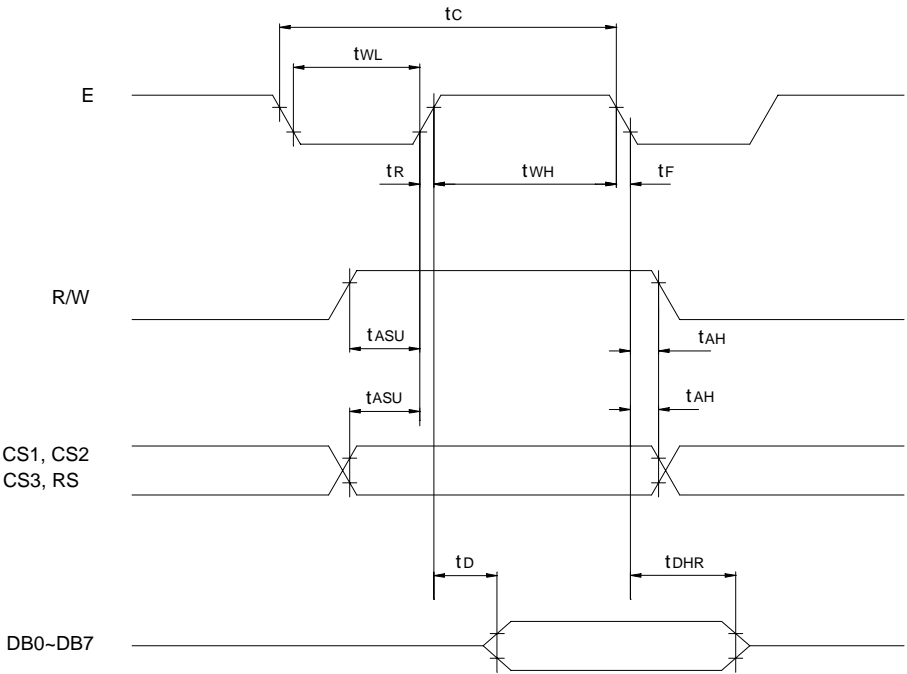 tC
tWL
E
tR
tWH
tF
R/W
tASU
tAH
tASU
tAH
CS1, CS2
CS3, RS
tD
tDHR
DB0~DB7